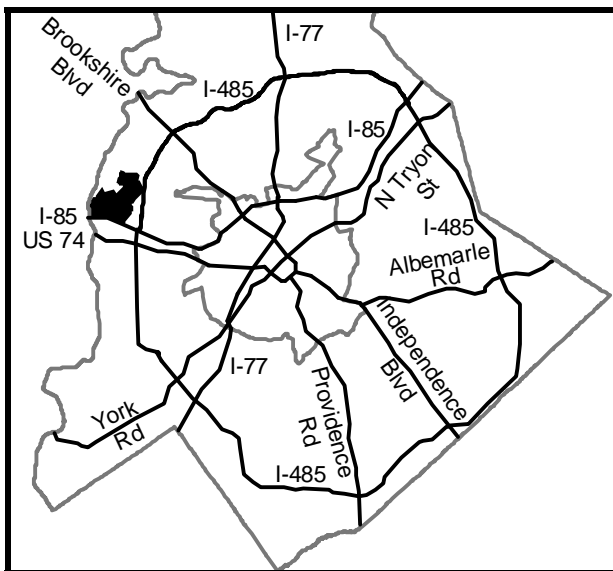 I-77
Brookshire
Blvd
I-485
I-85
N Tryon
St
I-85
US 74
I-485
Albemarle
Rd
Independence
Blvd
I-77
Providence
Rd
York
Rd
I-485